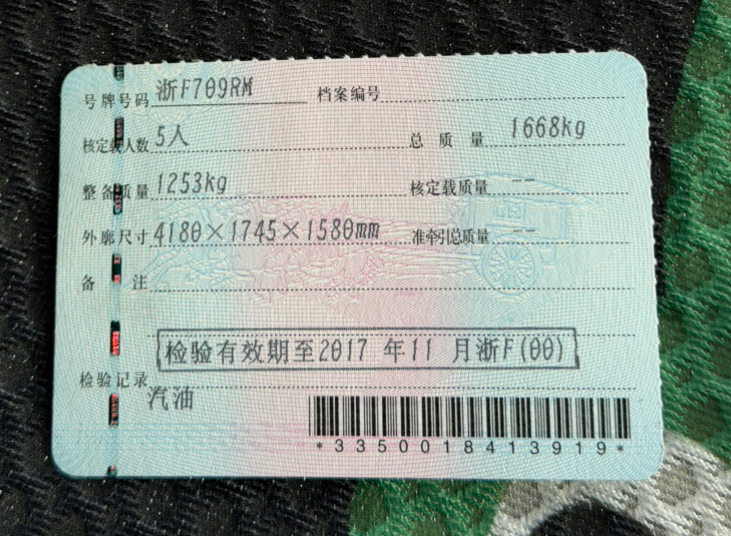 号牌号码 浙F709RM 档案编号
核定载人数 5人 总质量 1668kg
整备质量 1253kg 核定载质量 --
外廓尺寸 4180×1745×1580mm 准牵引总质量 --
备注
检验有效期至2017 年11 月浙F(00)
检验记录
汽油
*3350018413919*